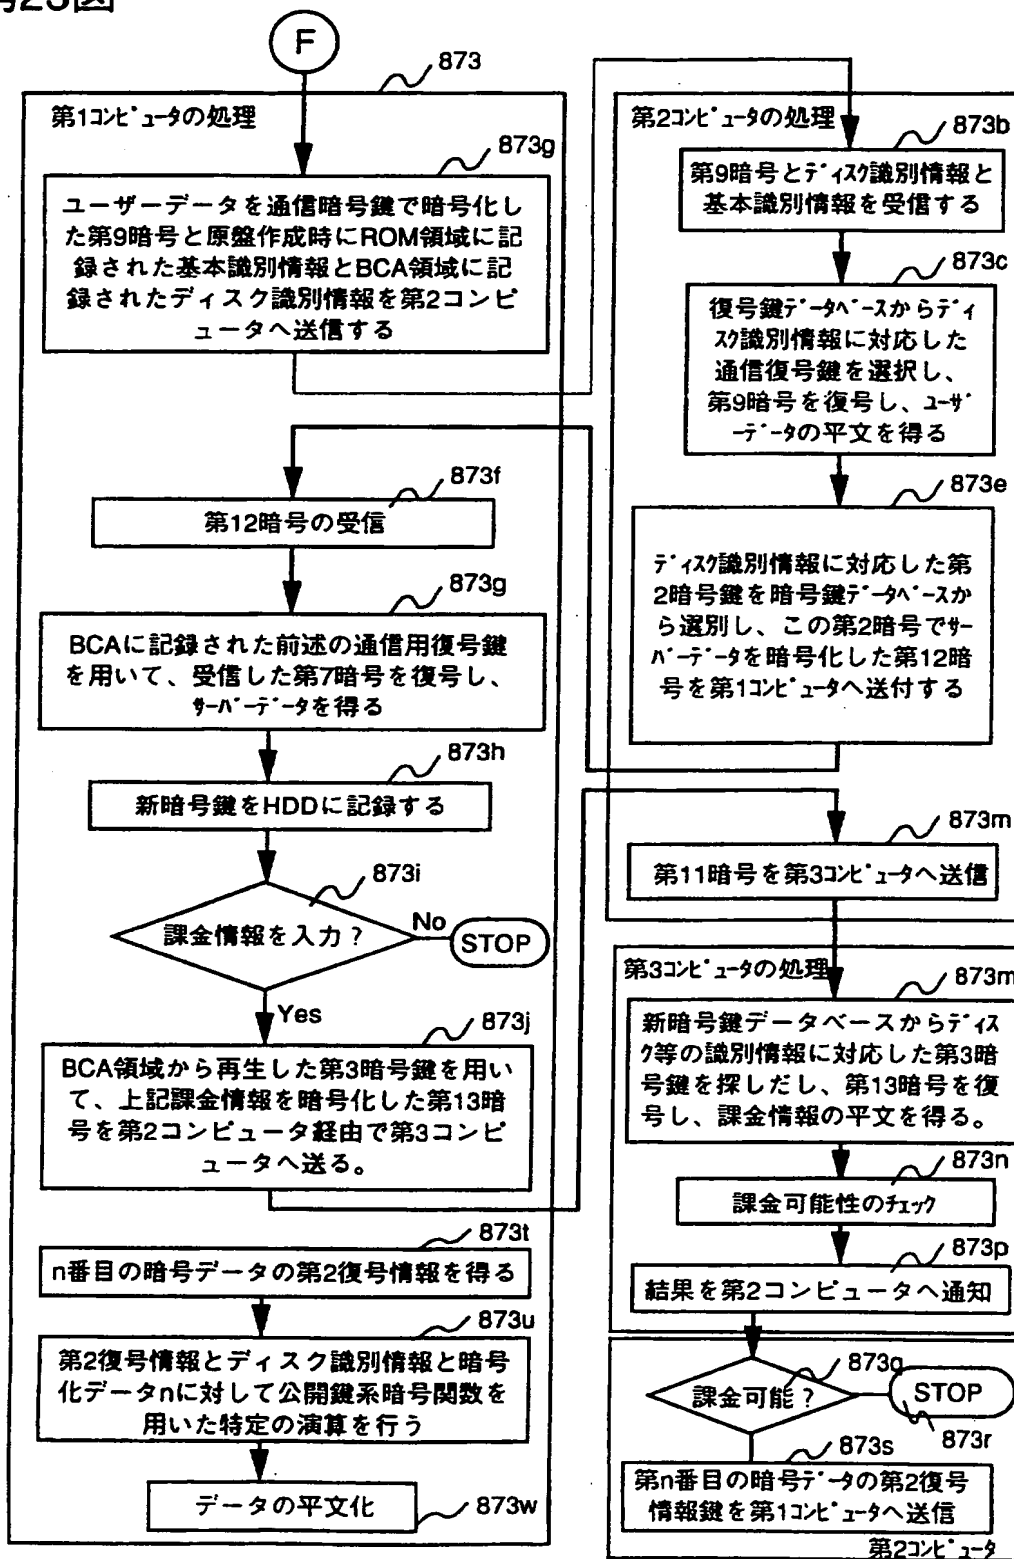 第23図
F
873
第1コンピュータの処理
873g
ユーザーデータを通信暗号鍵で暗号化し
た第9暗号と原盤作成時にROM領域に記
録された基本識別情報とBCA領域に記
録されたディスク識別情報を第2コンピ
ュータへ送信する
873f
第12暗号の受信
873g
BCAに記録された前述の通信用復号鍵
を用いて、受信した第7暗号を復号し、
サーバーデータを得る
873h
新暗号鍵をHDDに記録する
873i
課金情報を入力？
No
STOP
Yes
873j
BCA領域から再生した第3暗号鍵を用い
て、上記課金情報を暗号化した第13暗
号を第2コンピュータ経由で第3コンピ
ュータへ送る。
873t
n番目の暗号データの第2復号情報を得る
873u
第2復号情報とディスク識別情報と暗号
化データnに対して公開鍵系暗号関数を
用いた特定の演算を行う
データの平文化
873w
第2コンピュータの処理
873b
第9暗号とディスク識別情報と
基本識別情報を受信する
873c
復号鍵データベースからディ
スク識別情報に対応した
通信復号鍵を選択し、
第9暗号を復号し、ユーザ
ーデータの平文を得る
873e
ディスク識別情報に対応した第
2暗号鍵を暗号鍵データベースか
ら選別し、この第2暗号でサー
バーデータを暗号化した第12暗
号を第1コンピュータへ送付する
873m
第11暗号を第3コンピュータへ送信
第3コンピュータの処理
873m
新暗号鍵データベースからディス
ク等の識別情報に対応した第3暗
号鍵を探しだし、第13暗号を復
号し、課金情報の平文を得る。
873n
課金可能性のチェック
873p
結果を第2コンピュータへ通知
873q
課金可能？
STOP
873r
873s
第n番目の暗号データの第2復号
情報鍵を第1コンピュータへ送信
第2コンピュータ